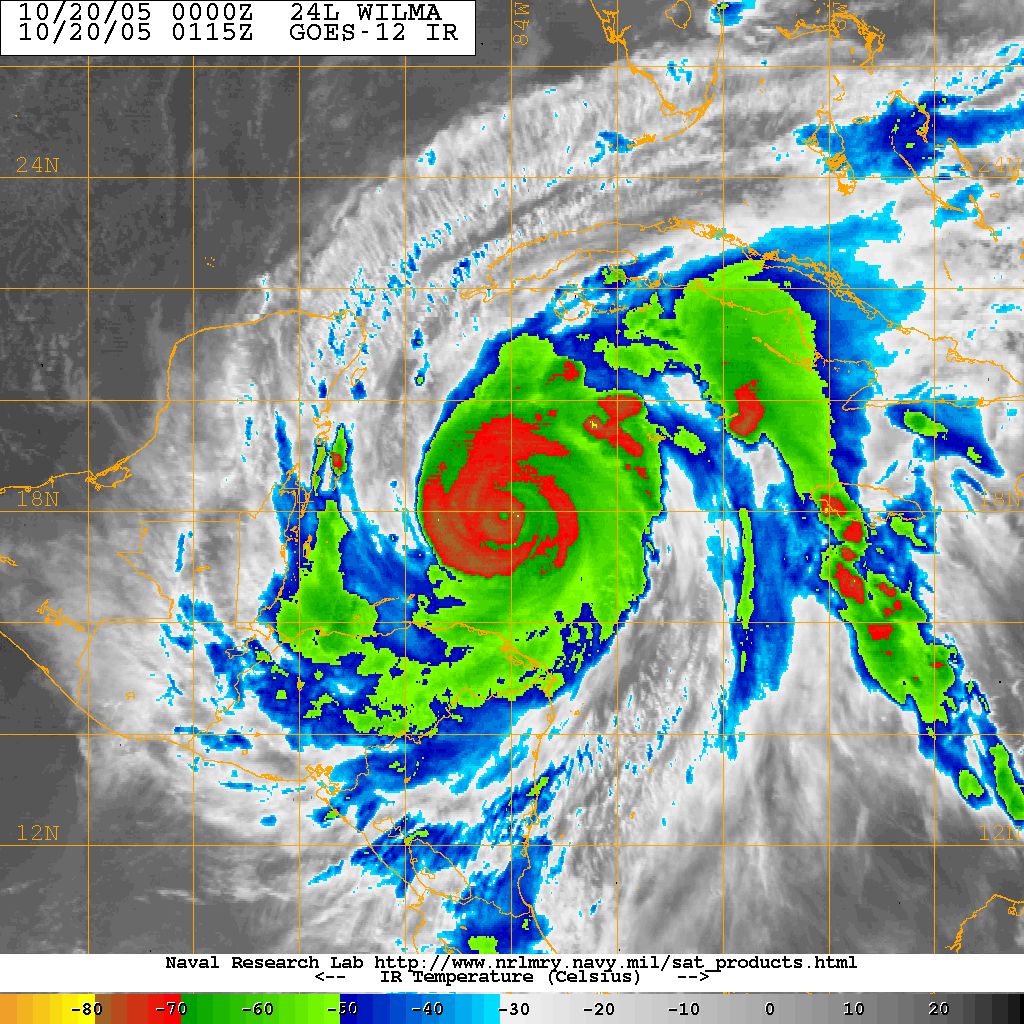 10/20/05 0000Z 24L WILMA
10/20/05 0115Z GOES-12 IR
84W
24N
24N
18N
18N
12N
12N
Naval Research Lab http://www.nrlmry.navy.mil/sat_products.html
<-- IR Temperature (Celsius) -->
-80 -70 -60 -50 -40 -30 -20 -10 0 10 20